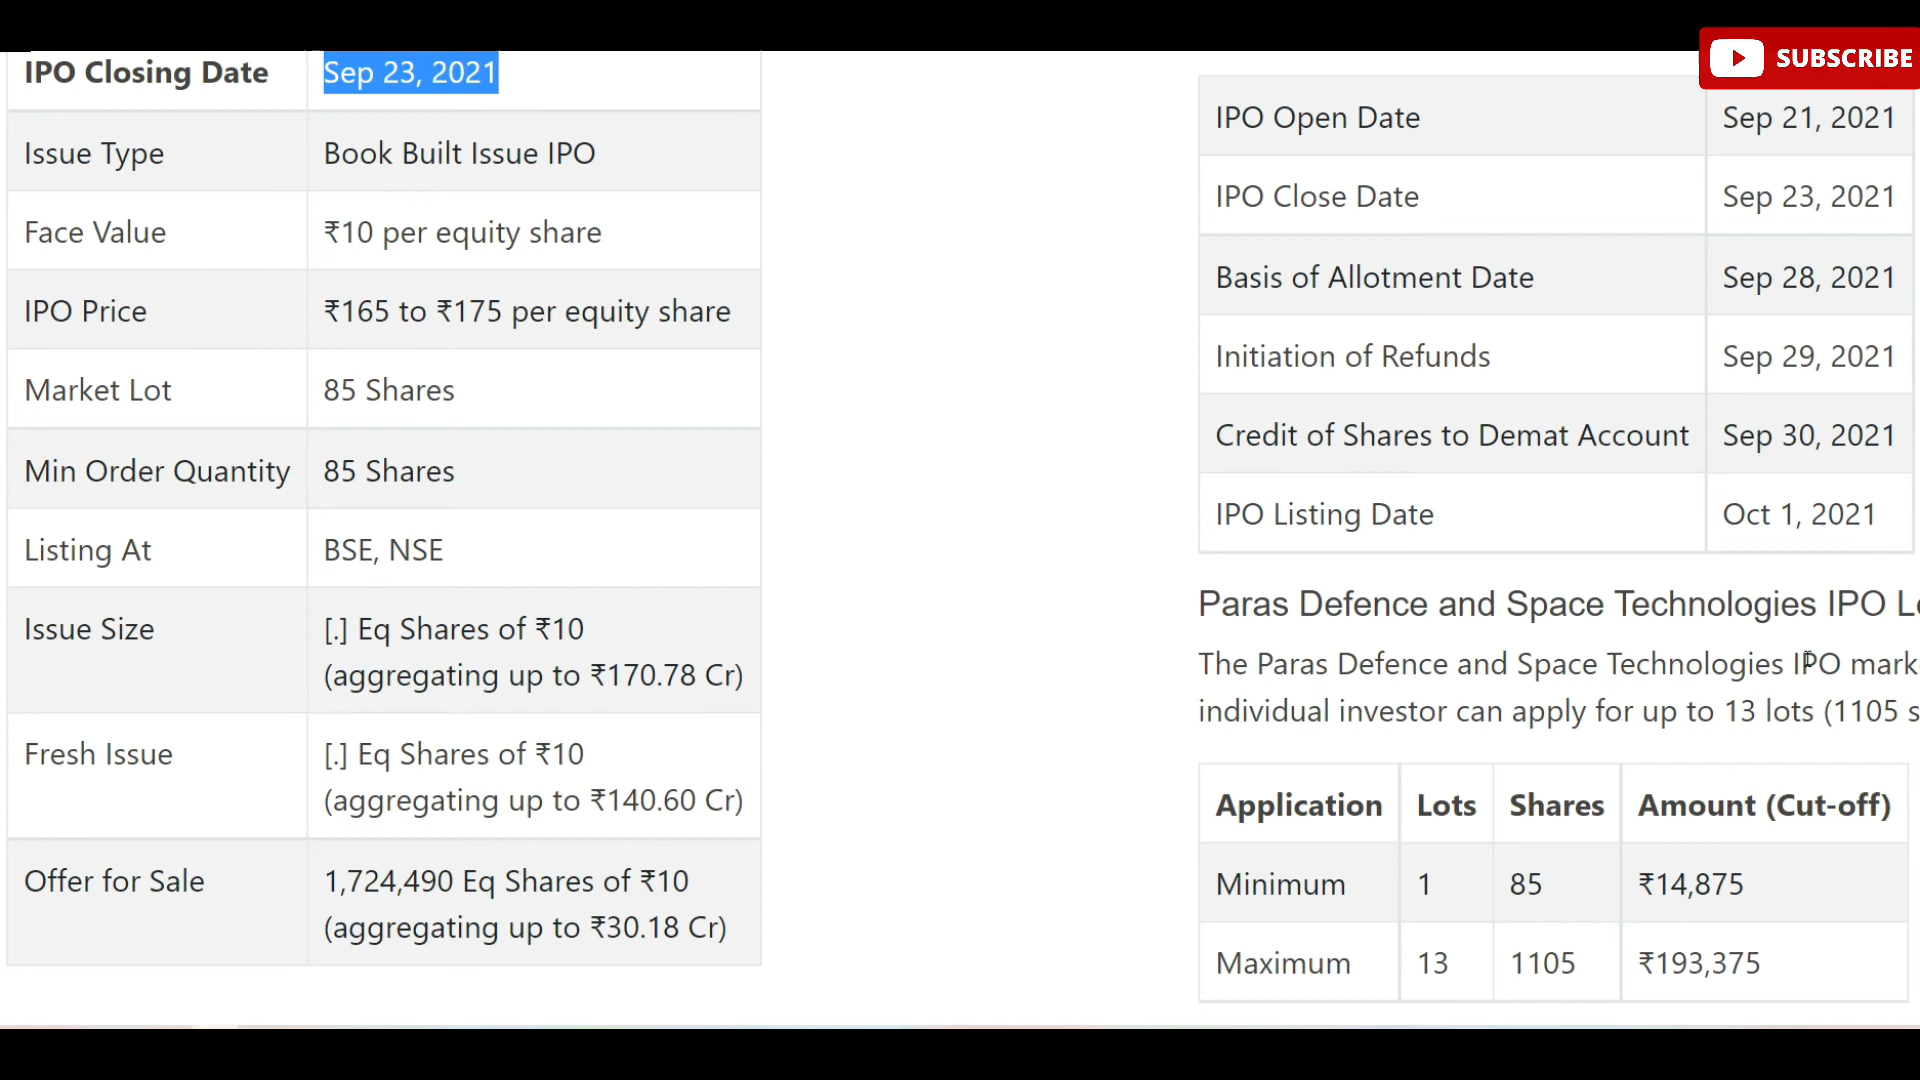 SUBSCRIBE
IPO Closing Date Sep 23, 2021
Issue Type Book Built Issue IPO
Face Value ₹10 per equity share
IPO Price ₹165 to ₹175 per equity share
Market Lot 85 Shares
Min Order Quantity 85 Shares
Listing At BSE, NSE
Issue Size [.] Eq Shares of ₹10
(aggregating up to ₹170.78 Cr)
Fresh Issue [.] Eq Shares of ₹10
(aggregating up to ₹140.60 Cr)
Offer for Sale 1,724,490 Eq Shares of ₹10
(aggregating up to ₹30.18 Cr)
IPO Open Date Sep 21, 2021
IPO Close Date Sep 23, 2021
Basis of Allotment Date Sep 28, 2021
Initiation of Refunds Sep 29, 2021
Credit of Shares to Demat Account Sep 30, 2021
IPO Listing Date Oct 1, 2021
Paras Defence and Space Technologies IPO
The Paras Defence and Space Technologies IPO
individual investor can apply for up to 13 lots (1105
Application Lots Shares Amount (Cut-off)
Minimum 1 85 ₹14,875
Maximum 13 1105 ₹193,375